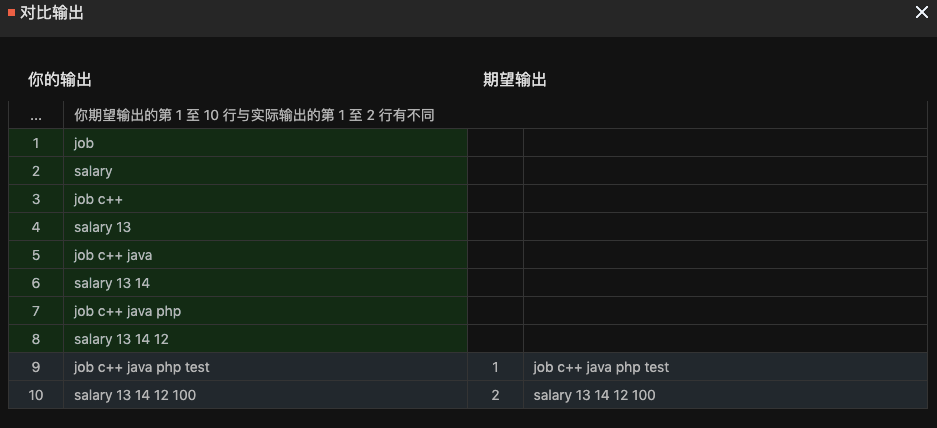 对比输出
你的输出 期望输出
... 你期望输出的第 1 至 10 行与实际输出的第 1 至 2 行有不同
1 job
2 salary
3 job c++
4 salary 13
5 job c++ java
6 salary 13 14
7 job c++ java php
8 salary 13 14 12
9 job c++ java php test 1 job c++ java php test
10 salary 13 14 12 100 2 salary 13 14 12 100